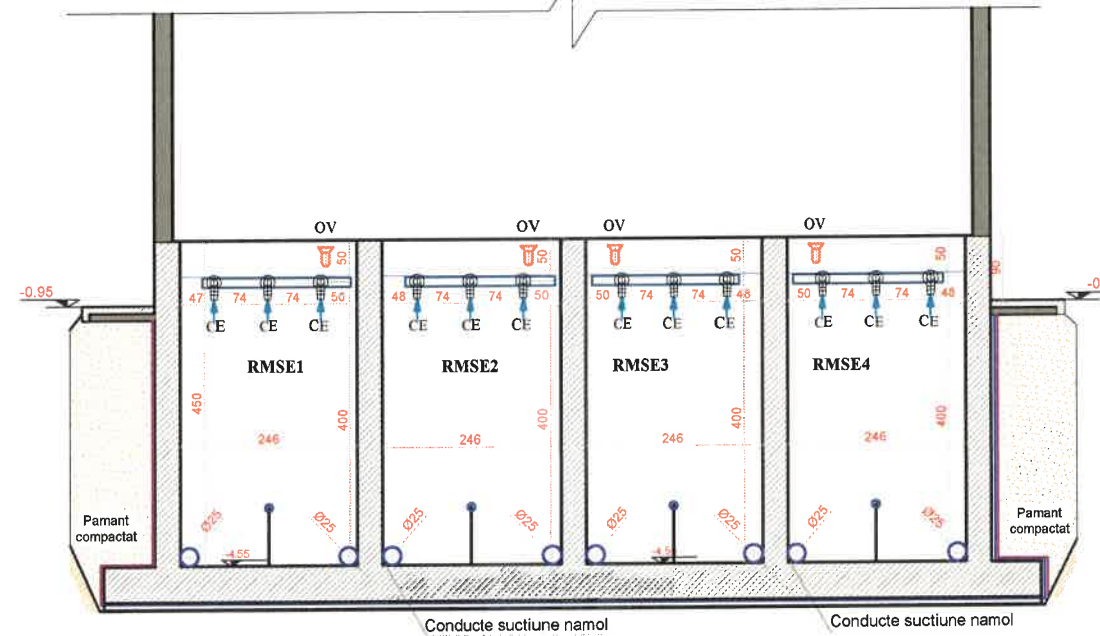 OV OV OV OV
50 50 50 50
90
-0.95 -0
47 74 74 50 48 74 74 50 50 74 74 48 50 74 74 48
CE CE CE CE CE CE CE CE CE CE CE CE
RMSE1 RMSE2 RMSE3 RMSE4
450 400 400 400 400
246 246 246 246
Ø25 Ø25 Ø25 Ø25 Ø25 Ø25 Ø25 Ø25
Pamant
compactat
Pamant
compactat
-4.55
Conducte suctiune namol
Conducte suctiune namol